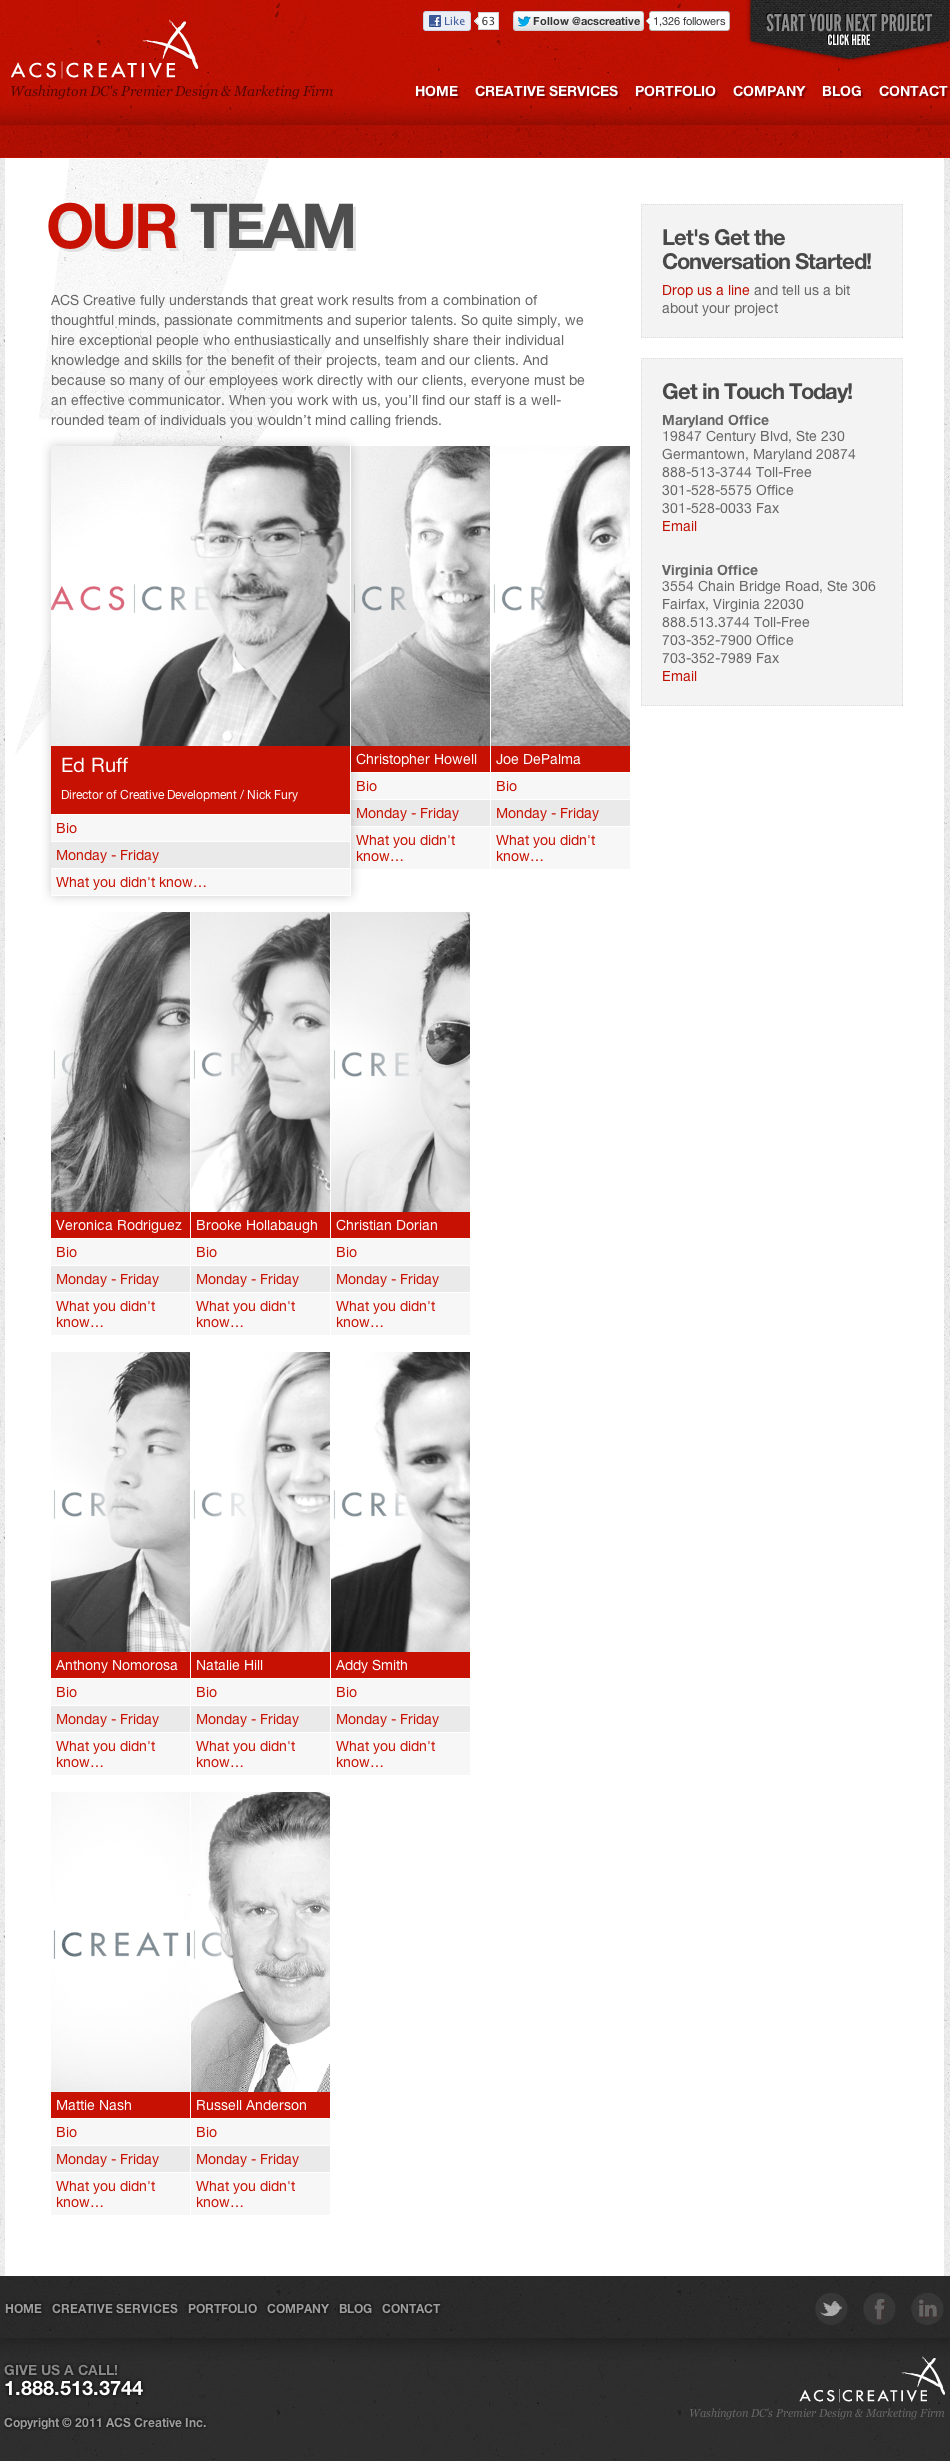 Like 63 Follow @acscreative 1,326 followers
START YOUR NEXT PROJECT
CLICK HERE
ACS|CREATIVE
Washington DC's Premier Design & Marketing Firm
HOME CREATIVE SERVICES PORTFOLIO COMPANY BLOG CONTACT
OUR TEAM
ACS Creative fully understands that great work results from a combination of
thoughtful minds, passionate commitments and superior talents. So quite simply, we
hire exceptional people who enthusiastically and unselfishly share their individual
knowledge and skills for the benefit of their projects, team and our clients. And
because so many of our employees work directly with our clients, everyone must be
an effective communicator. When you work with us, you’ll find our staff is a well-
rounded team of individuals you wouldn’t mind calling friends.
Let's Get the
Conversation Started!
Drop us a line and tell us a bit
about your project
Get in Touch Today!
Maryland Office
19847 Century Blvd, Ste 230
Germantown, Maryland 20874
888-513-3744 Toll-Free
301-528-5575 Office
301-528-0033 Fax
Email
Virginia Office
3554 Chain Bridge Road, Ste 306
Fairfax, Virginia 22030
888.513.3744 Toll-Free
703-352-7900 Office
703-352-7989 Fax
Email
ACS|CRE |C |CR
Ed Ruff
Director of Creative Development / Nick Fury
Bio
Monday - Friday
What you didn't know…
Christopher Howell
Bio
Monday - Friday
What you didn't
know…
Joe DePalma
Bio
Monday - Friday
What you didn't
know…
|C |CR |CRE
Veronica Rodriguez Brooke Hollabaugh Christian Dorian
Bio Bio Bio
Monday - Friday Monday - Friday Monday - Friday
What you didn't What you didn't What you didn't
know… know… know…
|CRE |CR |CRE
Anthony Nomorosa Natalie Hill Addy Smith
Bio Bio Bio
Monday - Friday Monday - Friday Monday - Friday
What you didn't What you didn't What you didn't
know… know… know…
|CREATI |C
Mattie Nash Russell Anderson
Bio Bio
Monday - Friday Monday - Friday
What you didn't What you didn't
know… know…
HOME CREATIVE SERVICES PORTFOLIO COMPANY BLOG CONTACT
GIVE US A CALL!
1.888.513.3744
Copyright © 2011 ACS Creative Inc.
ACS|CREATIVE
Washington DC's Premier Design & Marketing Firm